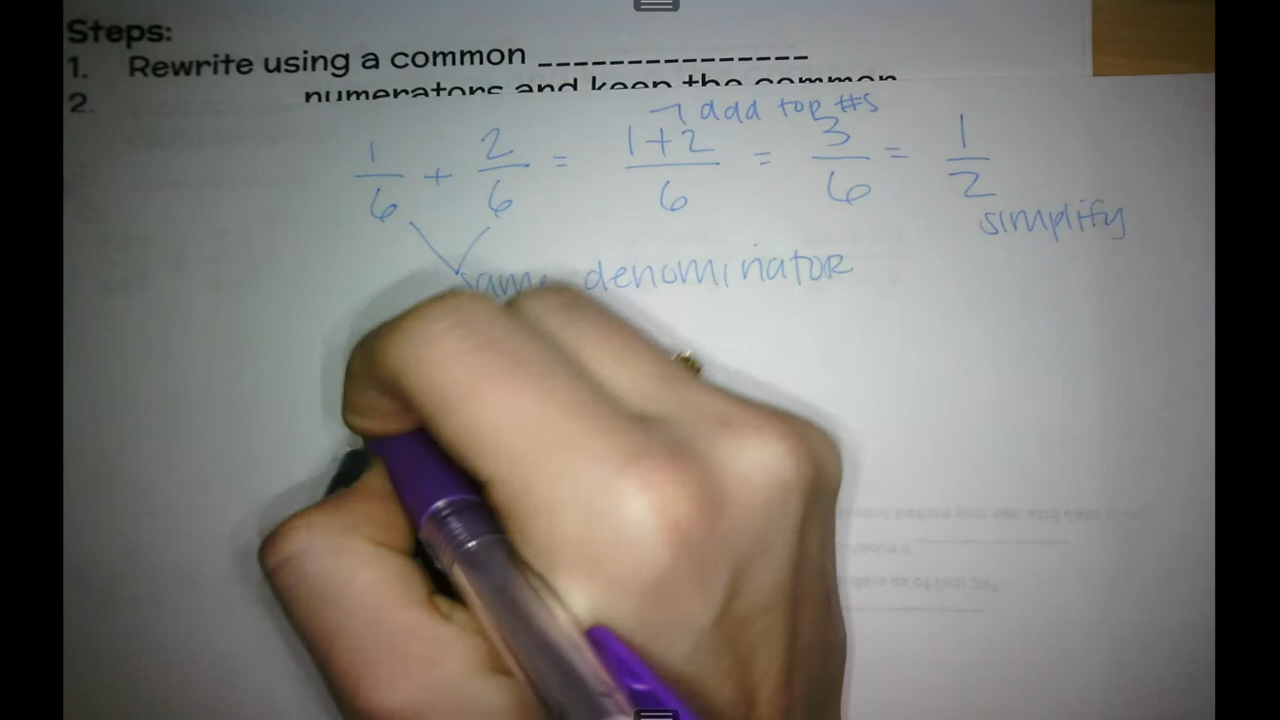 Steps:
1. Rewrite using a common _______________
2. numerators and keep the common
→ add top #s
1/6 + 2/6 = 1+2/6 = 3/6 = 1/2
simplify
same denominator